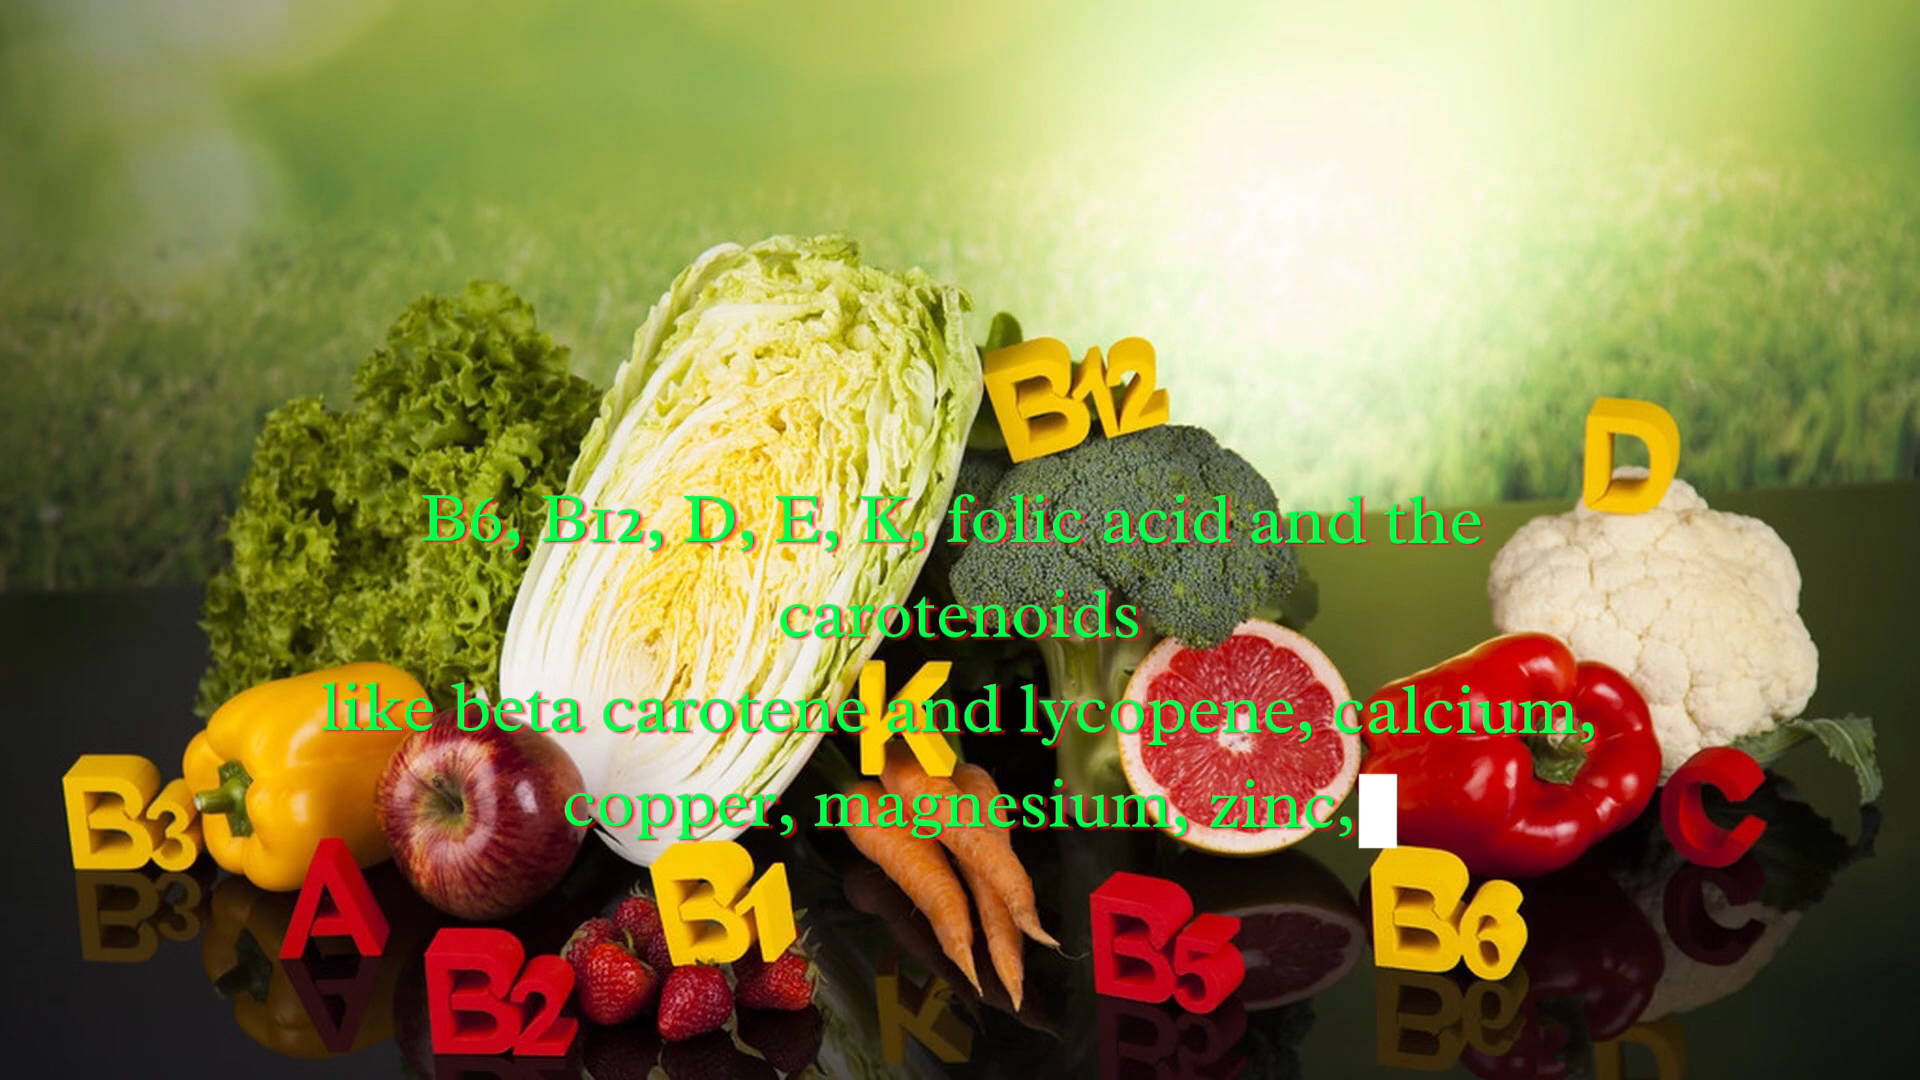 B12
D
B6, B12, D, E, K, folic acid and the
carotenoids
K
like beta carotene and lycopene, calcium,
copper, magnesium, zinc,
B3
C
A
B1
B6
B5
B2